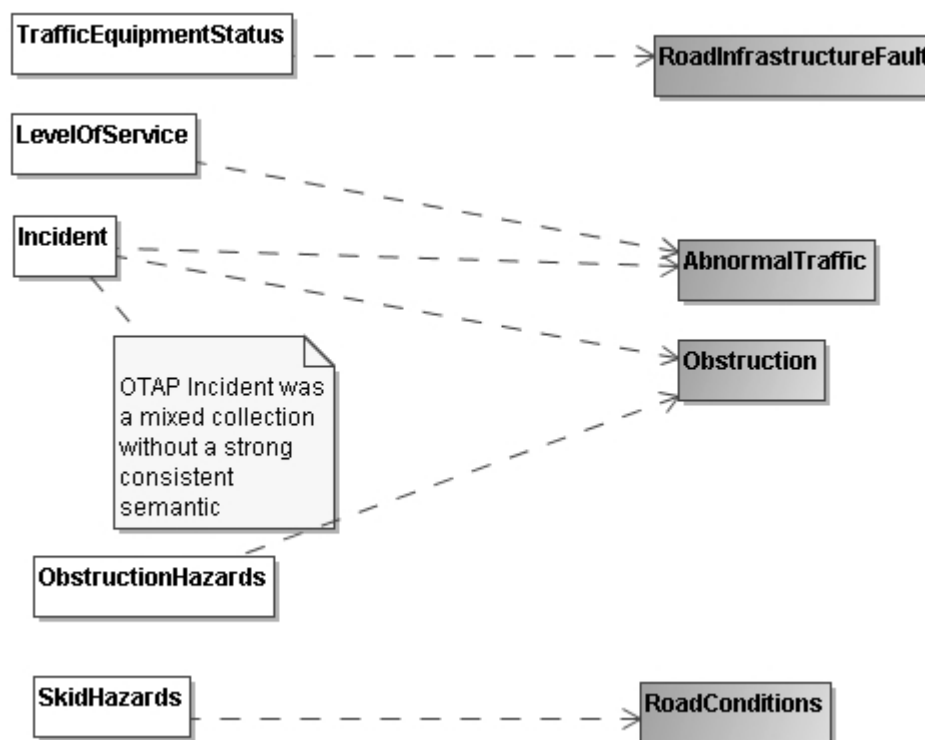 TrafficEquipmentStatus
RoadInfrastructureFault
LevelOfService
Incident
AbnormalTraffic
Obstruction
OTAP Incident was
a mixed collection
without a strong
consistent
semantic
ObstructionHazards
SkidHazards
RoadConditions